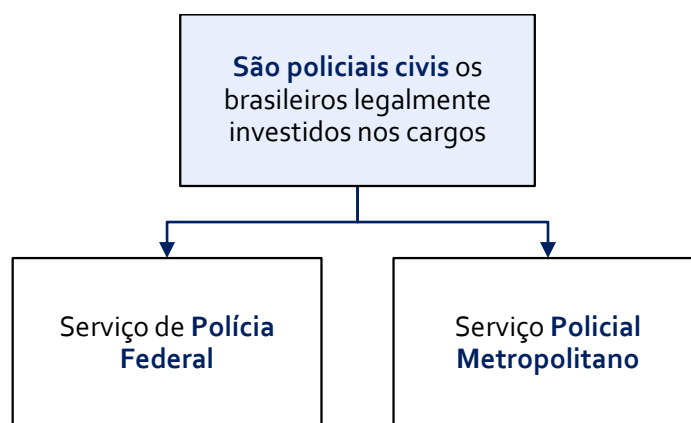 São policiais civis os
brasileiros legalmente
investidos nos cargos
Serviço de Polícia
Federal
Serviço Policial
Metropolitano